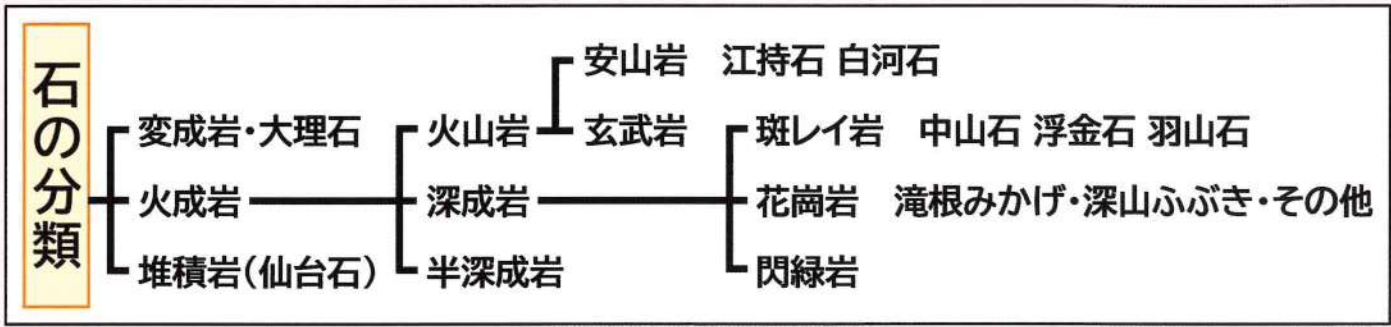 石の分類
安山岩 江持石 白河石
変成岩・大理石 火山岩 玄武岩 斑レイ岩 中山石 浮金石 羽山石
火成岩 深成岩 花崗岩 滝根みかげ・深山ふぶき・その他
堆積岩(仙台石) 半深成岩 閃緑岩